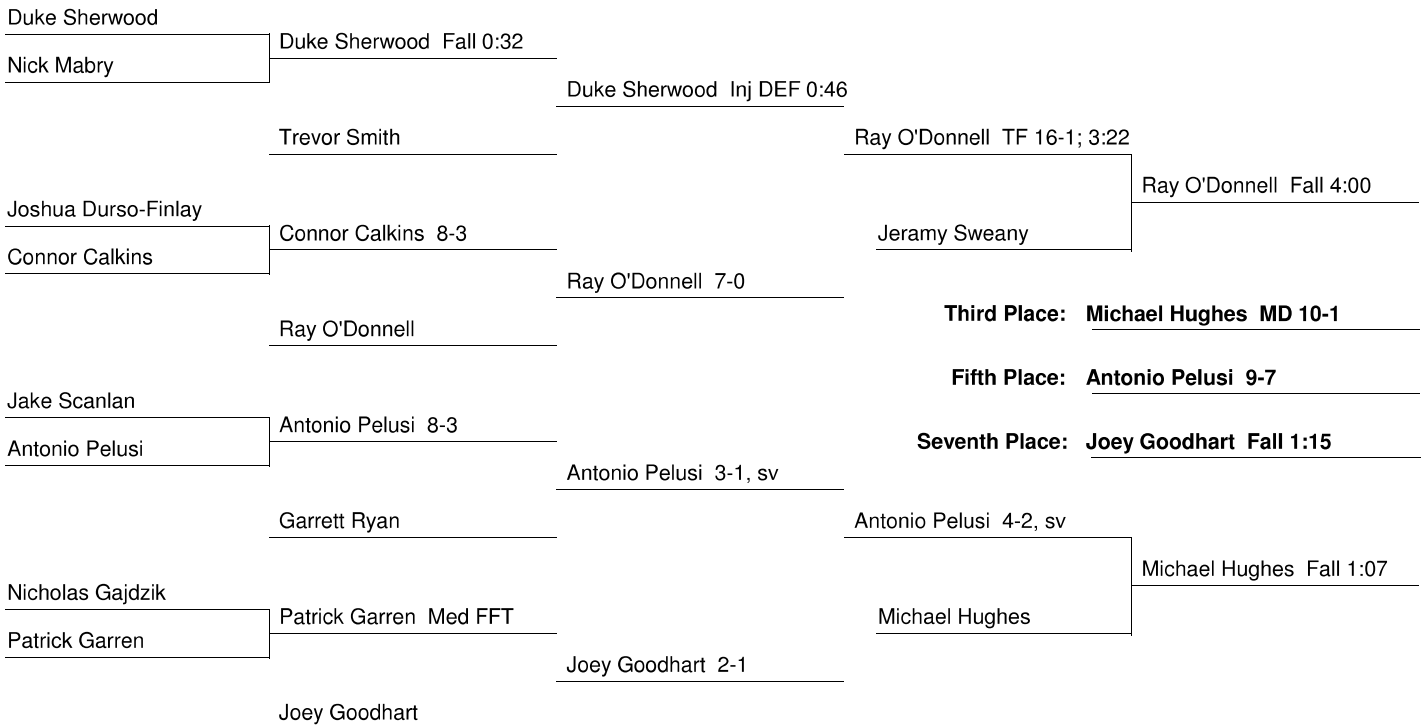 Duke Sherwood
Duke Sherwood Fall 0:32
Nick Mabry
Duke Sherwood Inj DEF 0:46
Trevor Smith
Ray O'Donnell TF 16-1; 3:22
Ray O'Donnell Fall 4:00
Joshua Durso-Finlay
Connor Calkins 8-3
Jeramy Sweany
Connor Calkins
Ray O'Donnell 7-0
Third Place: Michael Hughes MD 10-1
Ray O'Donnell
Fifth Place: Antonio Pelusi 9-7
Jake Scanlan
Antonio Pelusi 8-3
Seventh Place: Joey Goodhart Fall 1:15
Antonio Pelusi
Antonio Pelusi 3-1, sv
Garrett Ryan
Antonio Pelusi 4-2, sv
Michael Hughes Fall 1:07
Nicholas Gajdzik
Patrick Garren Med FFT
Michael Hughes
Patrick Garren
Joey Goodhart 2-1
Joey Goodhart